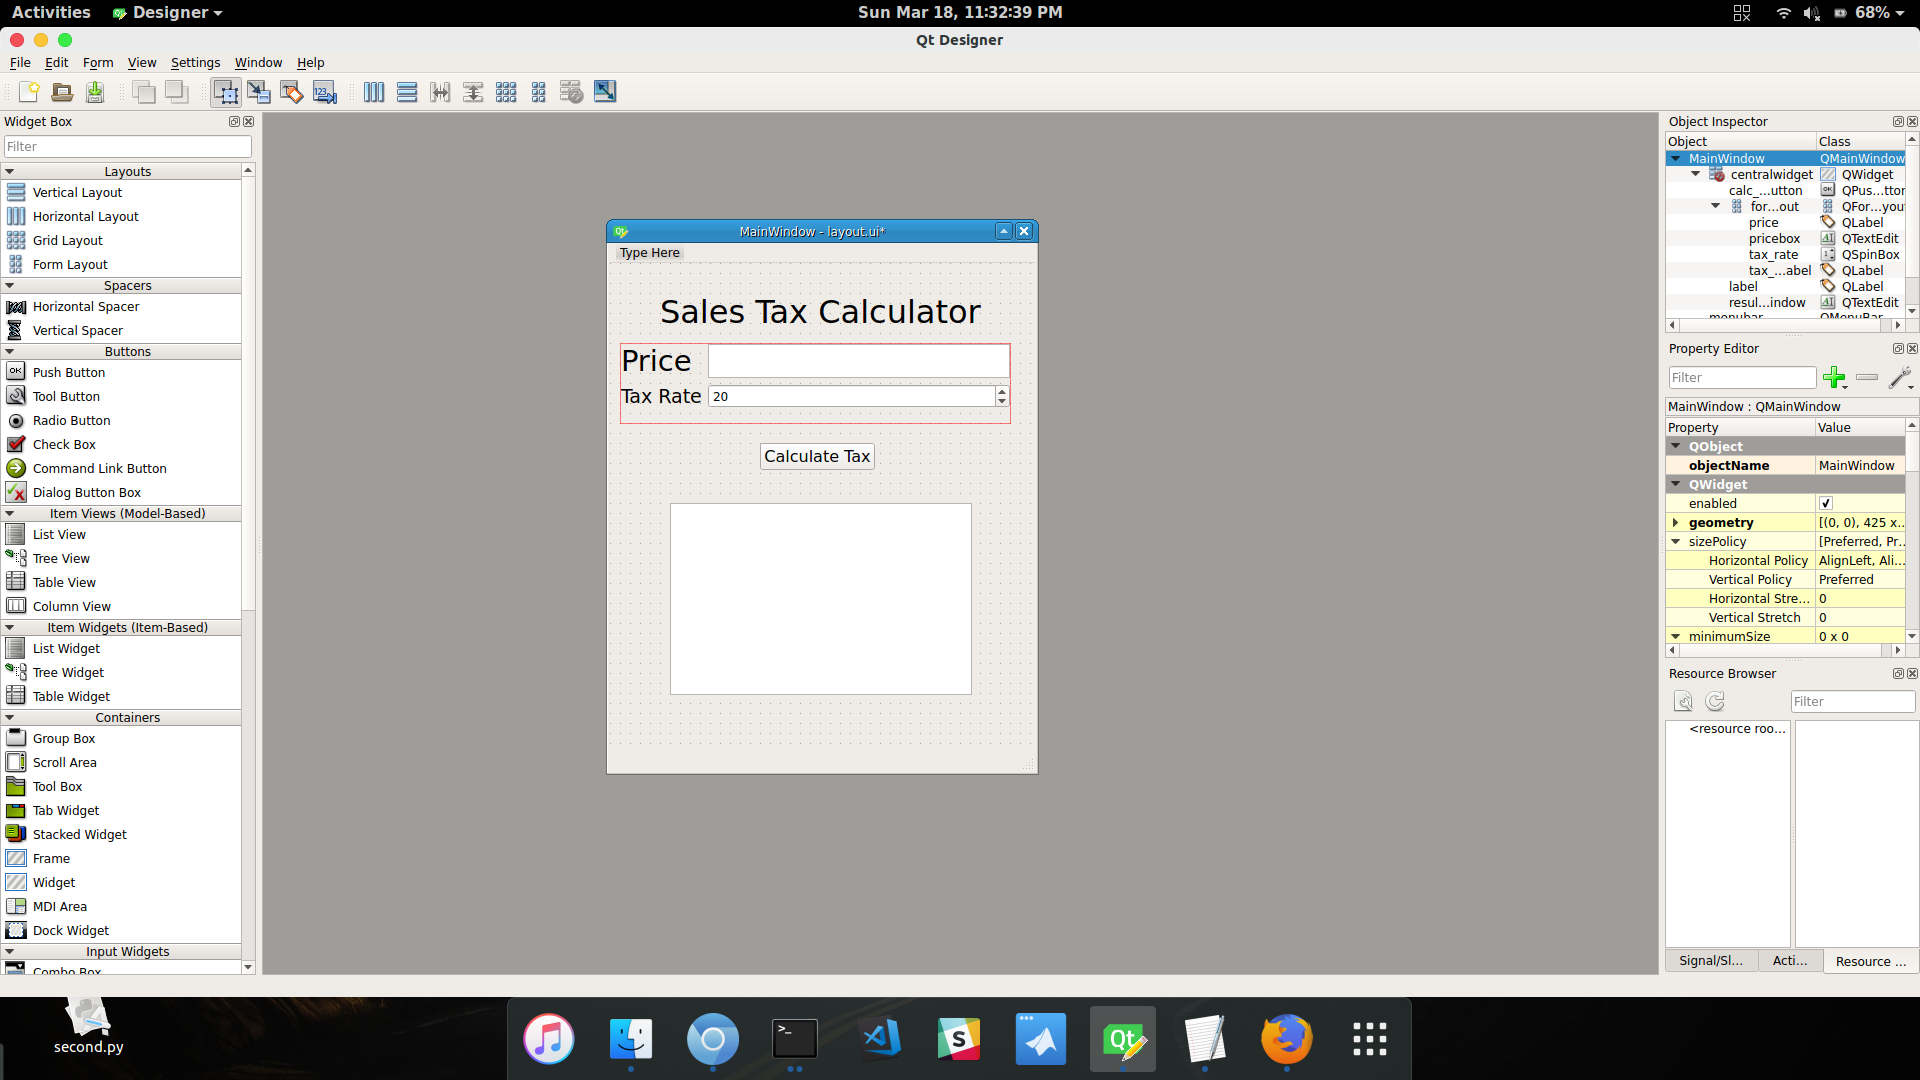 Activities Designer Sun Mar 18, 11:32:39 PM 68%
Qt Designer
File Edit Form View Settings Window Help
Widget Box
Filter
Layouts
Vertical Layout
Horizontal Layout
Grid Layout
Form Layout
Spacers
Horizontal Spacer
Vertical Spacer
Buttons
Push Button
Tool Button
Radio Button
Check Box
Command Link Button
Dialog Button Box
Item Views (Model-Based)
List View
Tree View
Table View
Column View
Item Widgets (Item-Based)
List Widget
Tree Widget
Table Widget
Containers
Group Box
Scroll Area
Tool Box
Tab Widget
Stacked Widget
Frame
Widget
MDI Area
Dock Widget
Input Widgets
Combo Box
MainWindow - layout.ui*
Type Here
Sales Tax Calculator
Price
Tax Rate 20
Calculate Tax
Object Inspector
Object Class
MainWindow QMainWindow
centralwidget QWidget
calc_...utton QPus...tton
for...out QFor...your
price QLabel
pricebox QTextEdit
tax_rate QSpinBox
tax_...abel QLabel
label QLabel
resul...indow QTextEdit
menubar QMenuBar
Property Editor
Filter
MainWindow : QMainWindow
Property Value
QObject
objectName MainWindow
QWidget
enabled
geometry [(0, 0), 425 x...
sizePolicy [Preferred, Pr...
Horizontal Policy AlignLeft, Ali...
Vertical Policy Preferred
Horizontal Stre... 0
Vertical Stretch 0
minimumSize 0 x 0
Resource Browser
Filter
<resource roo...
Signal/Sl... Acti... Resource ...
second.py